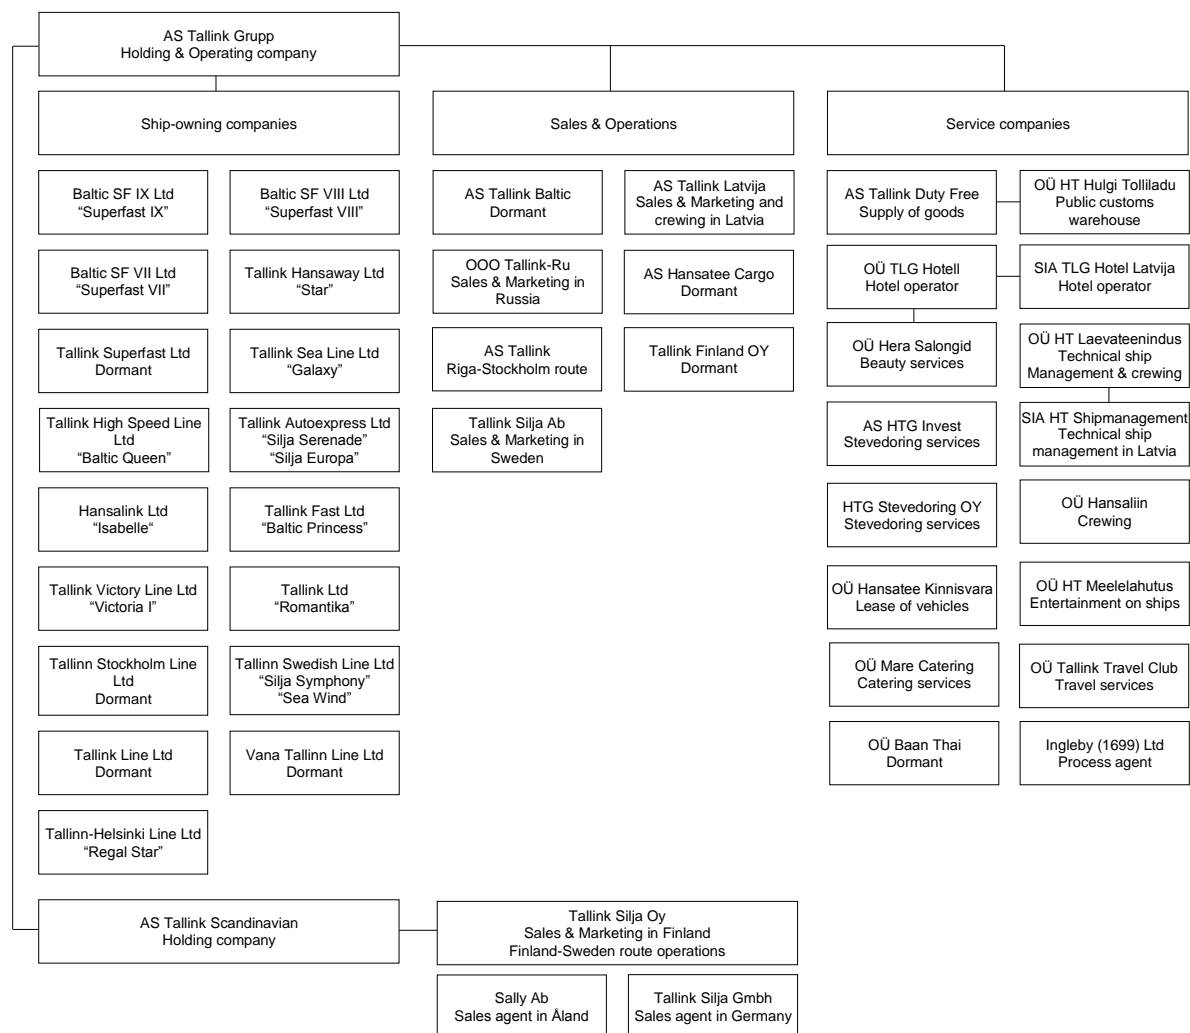 AS Tallink Grupp
Holding & Operating company
Ship-owning companies
Sales & Operations
Service companies
Baltic SF IX Ltd
“Superfast IX”
Baltic SF VIII Ltd
“Superfast VIII”
Baltic SF VII Ltd
“Superfast VII”
Tallink Hansaway Ltd
“Star”
Tallink Superfast Ltd
Dormant
Tallink Sea Line Ltd
“Galaxy”
Tallink High Speed Line
Ltd
“Baltic Queen”
Tallink Autoexpress Ltd
“Silja Serenade”
“Silja Europa”
Hansalink Ltd
“Isabelle“
Tallink Fast Ltd
“Baltic Princess”
Tallink Victory Line Ltd
“Victoria I”
Tallink Ltd
“Romantika”
Tallinn Stockholm Line
Ltd
Dormant
Tallinn Swedish Line Ltd
“Silja Symphony”
“Sea Wind”
Tallink Line Ltd
Dormant
Vana Tallinn Line Ltd
Dormant
Tallinn-Helsinki Line Ltd
“Regal Star”
AS Tallink Baltic
Dormant
AS Tallink Latvija
Sales & Marketing and
crewing in Latvia
OOO Tallink-Ru
Sales & Marketing in
Russia
AS Hansatee Cargo
Dormant
AS Tallink
Riga-Stockholm route
Tallink Finland OY
Dormant
Tallink Silja Ab
Sales & Marketing in
Sweden
AS Tallink Duty Free
Supply of goods
OÜ HT Hulgi Tolliladu
Public customs
warehouse
OÜ TLG Hotell
Hotel operator
SIA TLG Hotel Latvija
Hotel operator
OÜ Hera Salongid
Beauty services
OÜ HT Laevateenindus
Technical ship
Management & crewing
AS HTG Invest
Stevedoring services
SIA HT Shipmanagement
Technical ship
management in Latvia
HTG Stevedoring OY
Stevedoring services
OÜ Hansaliin
Crewing
OÜ Hansatee Kinnisvara
Lease of vehicles
OÜ HT Meelelahutus
Entertainment on ships
OÜ Mare Catering
Catering services
OÜ Tallink Travel Club
Travel services
OÜ Baan Thai
Dormant
Ingleby (1699) Ltd
Process agent
AS Tallink Scandinavian
Holding company
Tallink Silja Oy
Sales & Marketing in Finland
Finland-Sweden route operations
Sally Ab
Sales agent in Åland
Tallink Silja Gmbh
Sales agent in Germany